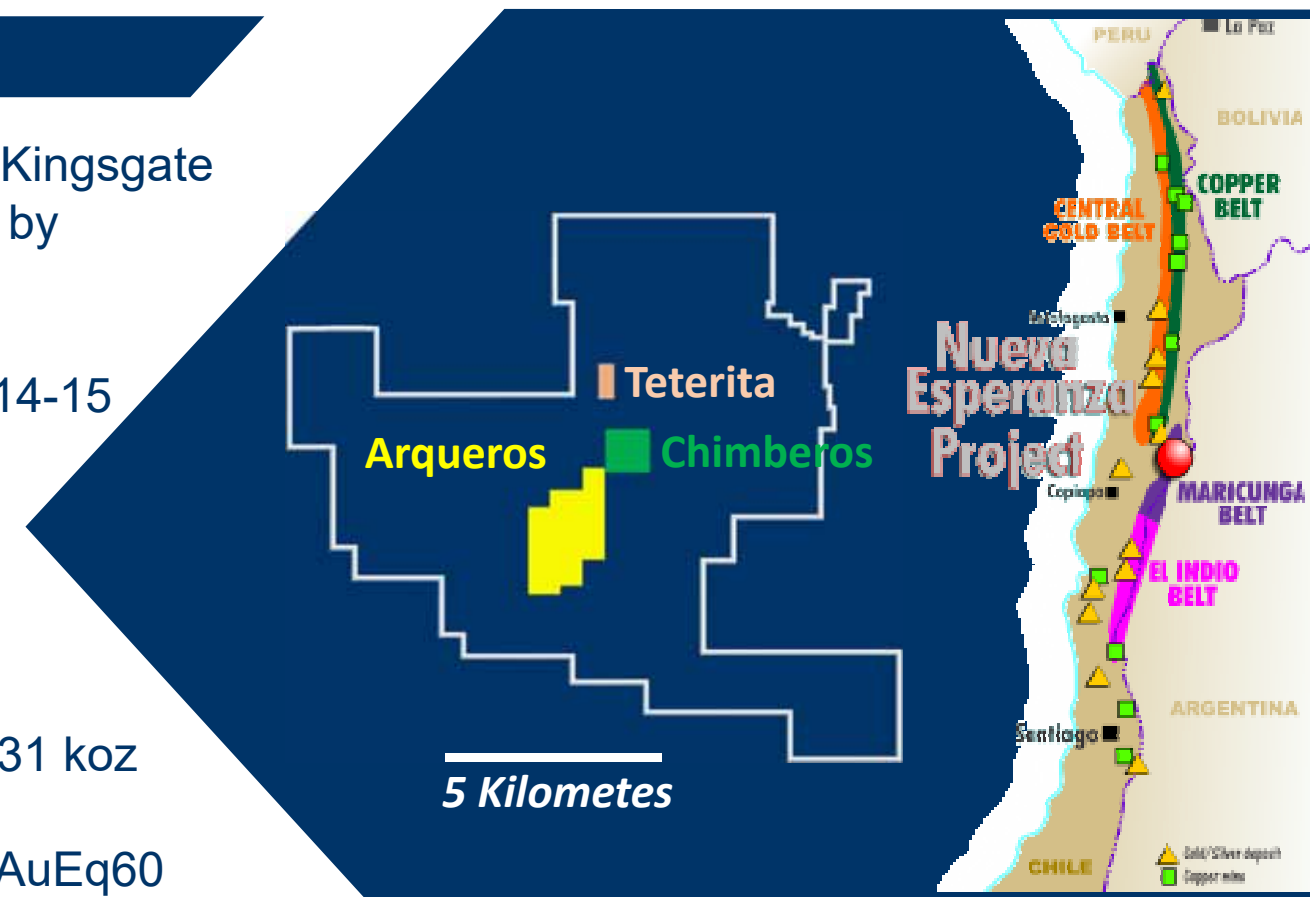 Kingsgate
by
14-15
31 koz
AuEq60
Teterita
Arqueros
Chimberos
5 Kilometes
PERU
La Paz
BOLIVIA
COPPER
BELT
CENTRAL
GOLD BELT
Antofagasta
Nueva
Esperanza
Project
Copiapo
MARICUNGA
BELT
EL INDIO
BELT
ARGENTINA
Santiago
CHILE
Gold/Silver deposit
Copper mine